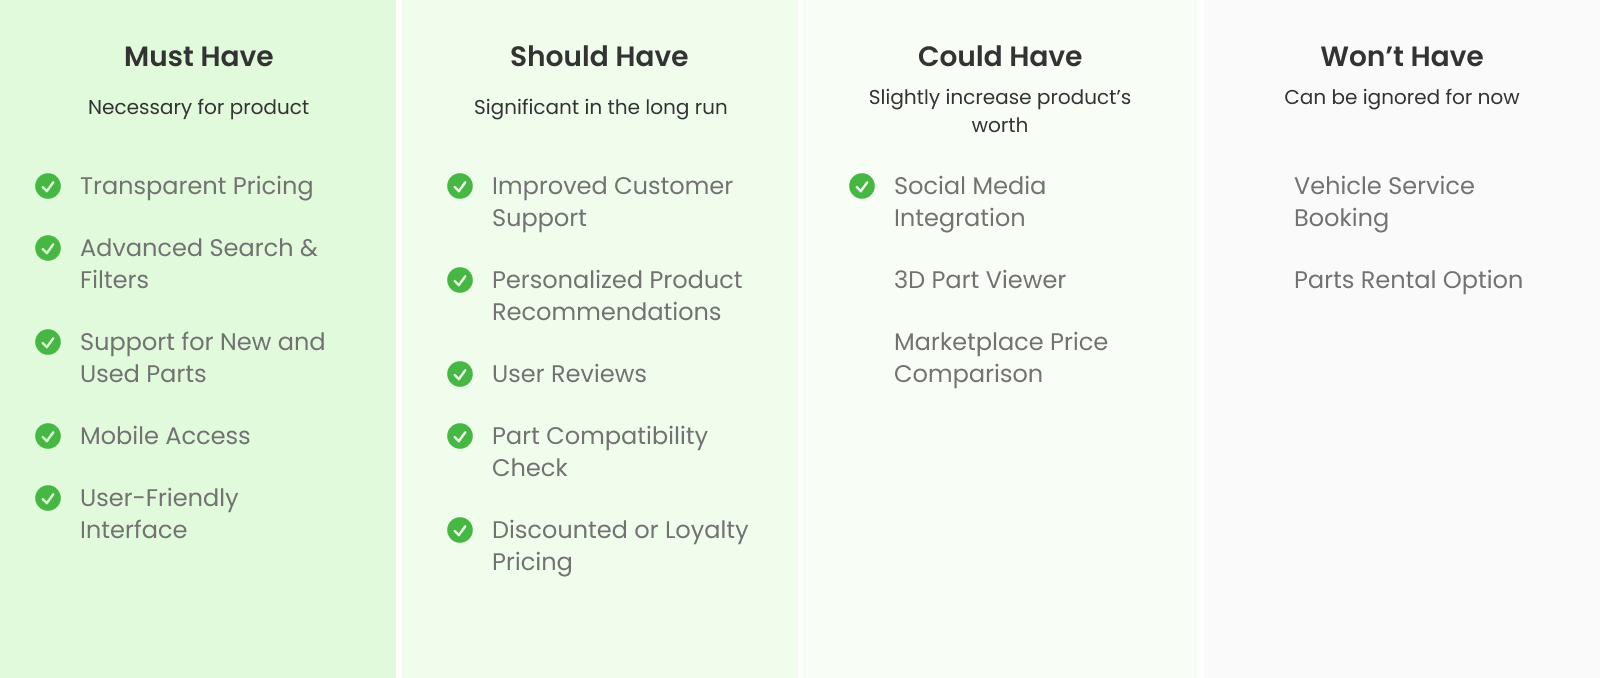 Must Have
Necessary for product
Transparent Pricing
Advanced Search &
Filters
Support for New and
Used Parts
Mobile Access
User-Friendly
Interface
Should Have
Significant in the long run
Improved Customer
Support
Personalized Product
Recommendations
User Reviews
Part Compatibility
Check
Discounted or Loyalty
Pricing
Could Have
Slightly increase product’s
worth
Social Media
Integration
3D Part Viewer
Marketplace Price
Comparison
Won’t Have
Can be ignored for now
Vehicle Service
Booking
Parts Rental Option